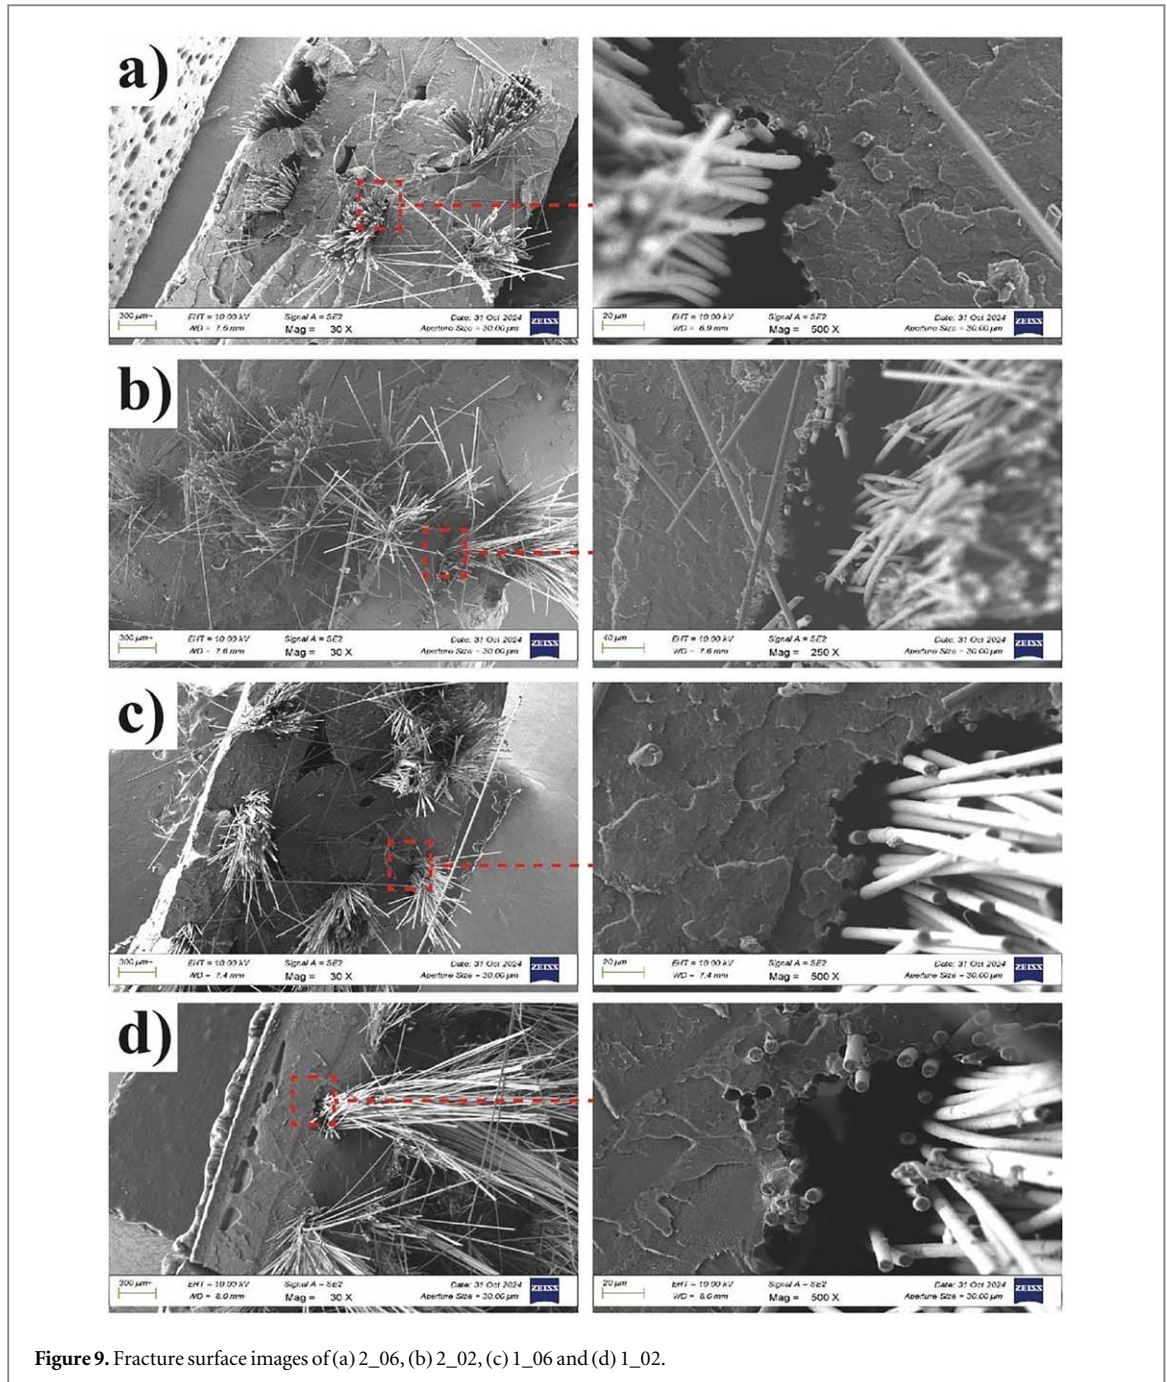 a)
300 µm
EHT = 10.00 kV
Signal A = SE2
Date: 31 Oct 2024
WD = 7.6 mm
Mag = 30 X
Aperture Size = 30.00 µm
ZEISS
20 µm
EHT = 10.00 kV
Signal A = SE2
Date: 31 Oct 2024
WD = 6.9 mm
Mag = 500 X
Aperture Size = 30.00 µm
ZEISS
b)
300 µm
EHT = 10.00 kV
Signal A = SE2
Date: 31 Oct 2024
WD = 7.6 mm
Mag = 30 X
Aperture Size = 30.00 µm
ZEISS
40 µm
EHT = 10.00 kV
Signal A = SE2
Date: 31 Oct 2024
WD = 7.6 mm
Mag = 250 X
Aperture Size = 30.00 µm
ZEISS
c)
300 µm
EHT = 10.00 kV
Signal A = SE2
Date: 31 Oct 2024
WD = 7.4 mm
Mag = 30 X
Aperture Size = 30.00 µm
ZEISS
20 µm
EHT = 10.00 kV
Signal A = SE2
Date: 31 Oct 2024
WD = 7.4 mm
Mag = 500 X
Aperture Size = 30.00 µm
ZEISS
d)
300 µm
EHT = 10.00 kV
Signal A = SE2
Date: 31 Oct 2024
WD = 8.0 mm
Mag = 30 X
Aperture Size = 30.00 µm
ZEISS
20 µm
EHT = 10.00 kV
Signal A = SE2
Date: 31 Oct 2024
WD = 8.0 mm
Mag = 500 X
Aperture Size = 30.00 µm
ZEISS
Figure 9. Fracture surface images of (a) 2_06, (b) 2_02, (c) 1_06 and (d) 1_02.